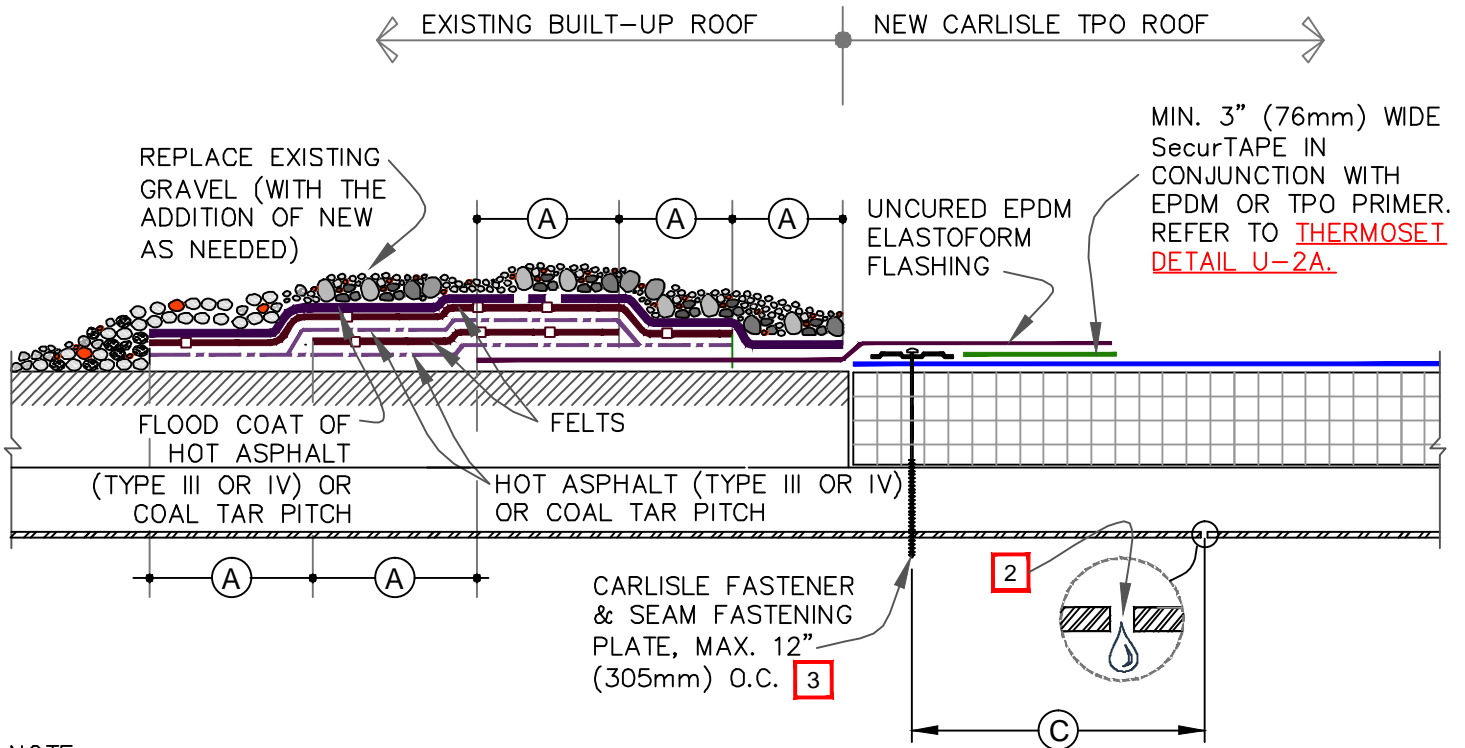 EXISTING BUILT-UP ROOF
NEW CARLISLE TPO ROOF
MIN. 3" (76mm) WIDE
SecurTAPE IN
CONJUNCTION WITH
EPDM OR TPO PRIMER.
REFER TO THERMOSET
DETAIL U-2A.
REPLACE EXISTING
GRAVEL (WITH THE
ADDITION OF NEW
AS NEEDED)
A
A
A
UNCURED EPDM
ELASTOFORM
FLASHING
FLOOD COAT OF
HOT ASPHALT
(TYPE III OR IV) OR
COAL TAR PITCH
FELTS
HOT ASPHALT (TYPE III OR IV)
OR COAL TAR PITCH
A
A
CARLISLE FASTENER
& SEAM FASTENING
PLATE, MAX. 12"
(305mm) O.C. 3
2
C
NOTE